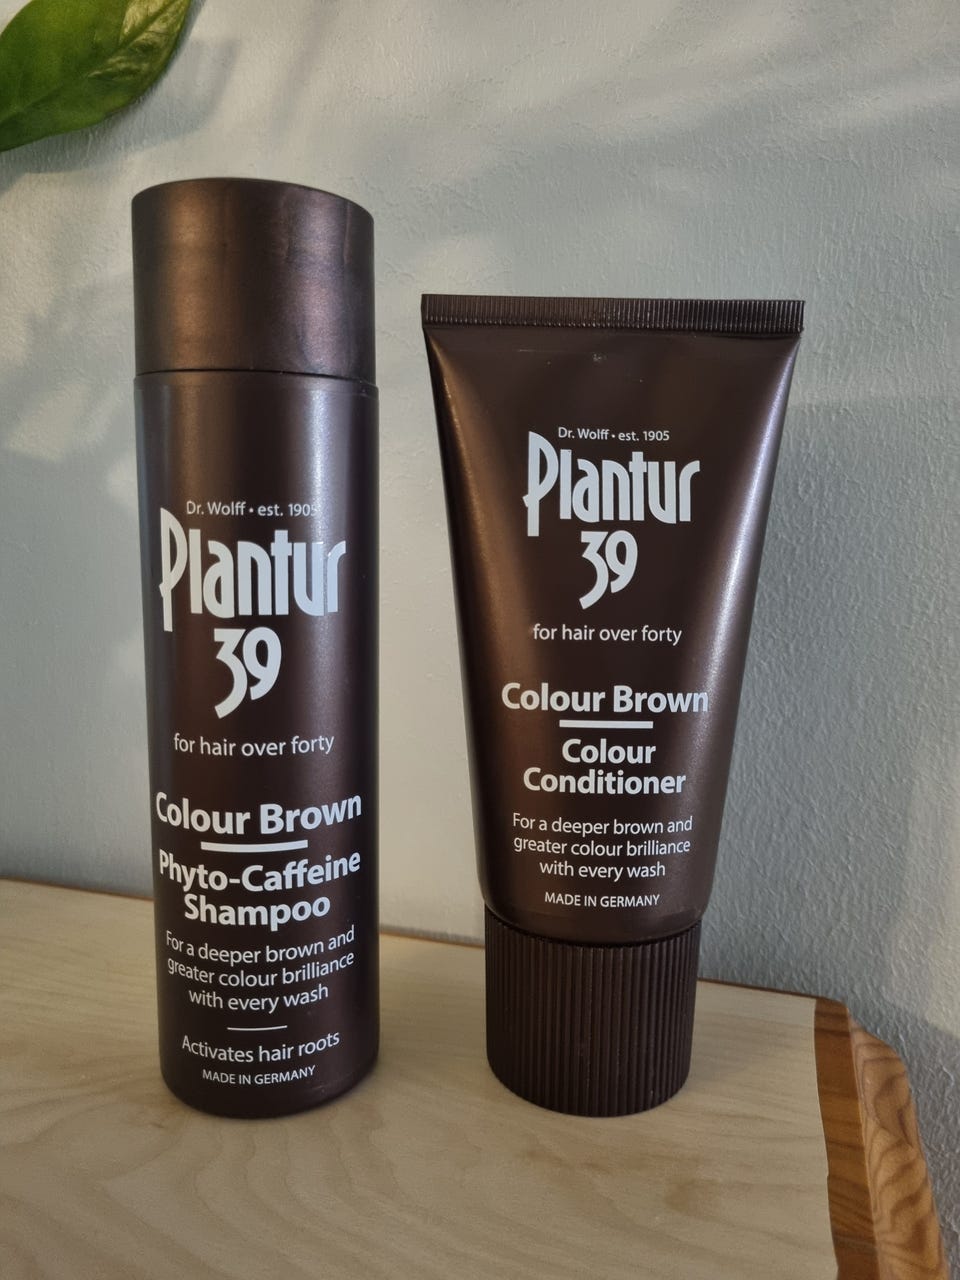 Dr. Wolff • est. 1905
Plantur
39
for hair over forty
Colour Brown
Phyto-Caffeine
Shampoo
For a deeper brown and
greater colour brilliance
with every wash
Activates hair roots
MADE IN GERMANY
Dr. Wolff • est. 1905
Plantur
39
for hair over forty
Colour Brown
Colour
Conditioner
For a deeper brown and
greater colour brilliance
with every wash
MADE IN GERMANY